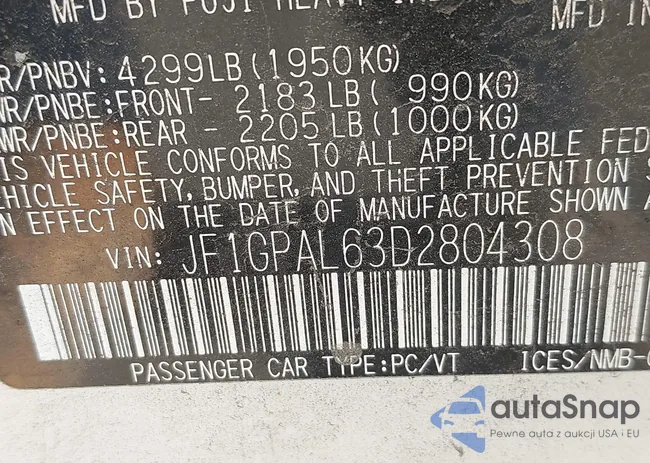 MFD BY FUJI HEAVY IND
MFD IN
R/PNBV: 4299LB(1950KG)
WR/PNBE:FRONT- 2183 LB( 990KG)
WR/PNBE:REAR - 2205 LB(1000KG)
IS VEHICLE CONFORMS TO ALL APPLICABLE FED
EHICLE SAFETY, BUMPER, AND THEFT PREVENTION S
N EFFECT ON THE DATE OF MANUFACTURE SHOWN A
VIN: JF1GPAL63D2804308
PASSENGER CAR TYPE:PC/VT
ICES/NMB-
autaSnap
Pewne auta z aukcji USA i EU